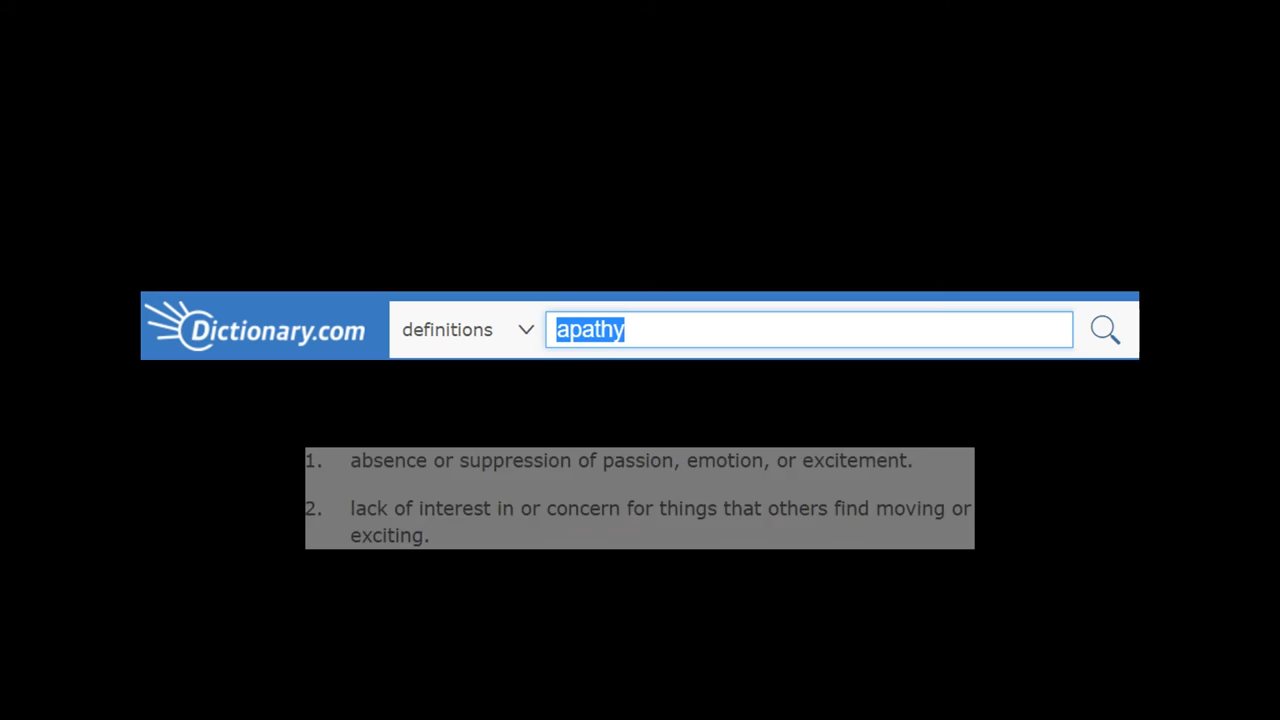 Dictionary.com definitions apathy
1. absence or suppression of passion, emotion, or excitement.
2. lack of interest in or concern for things that others find moving or
exciting.